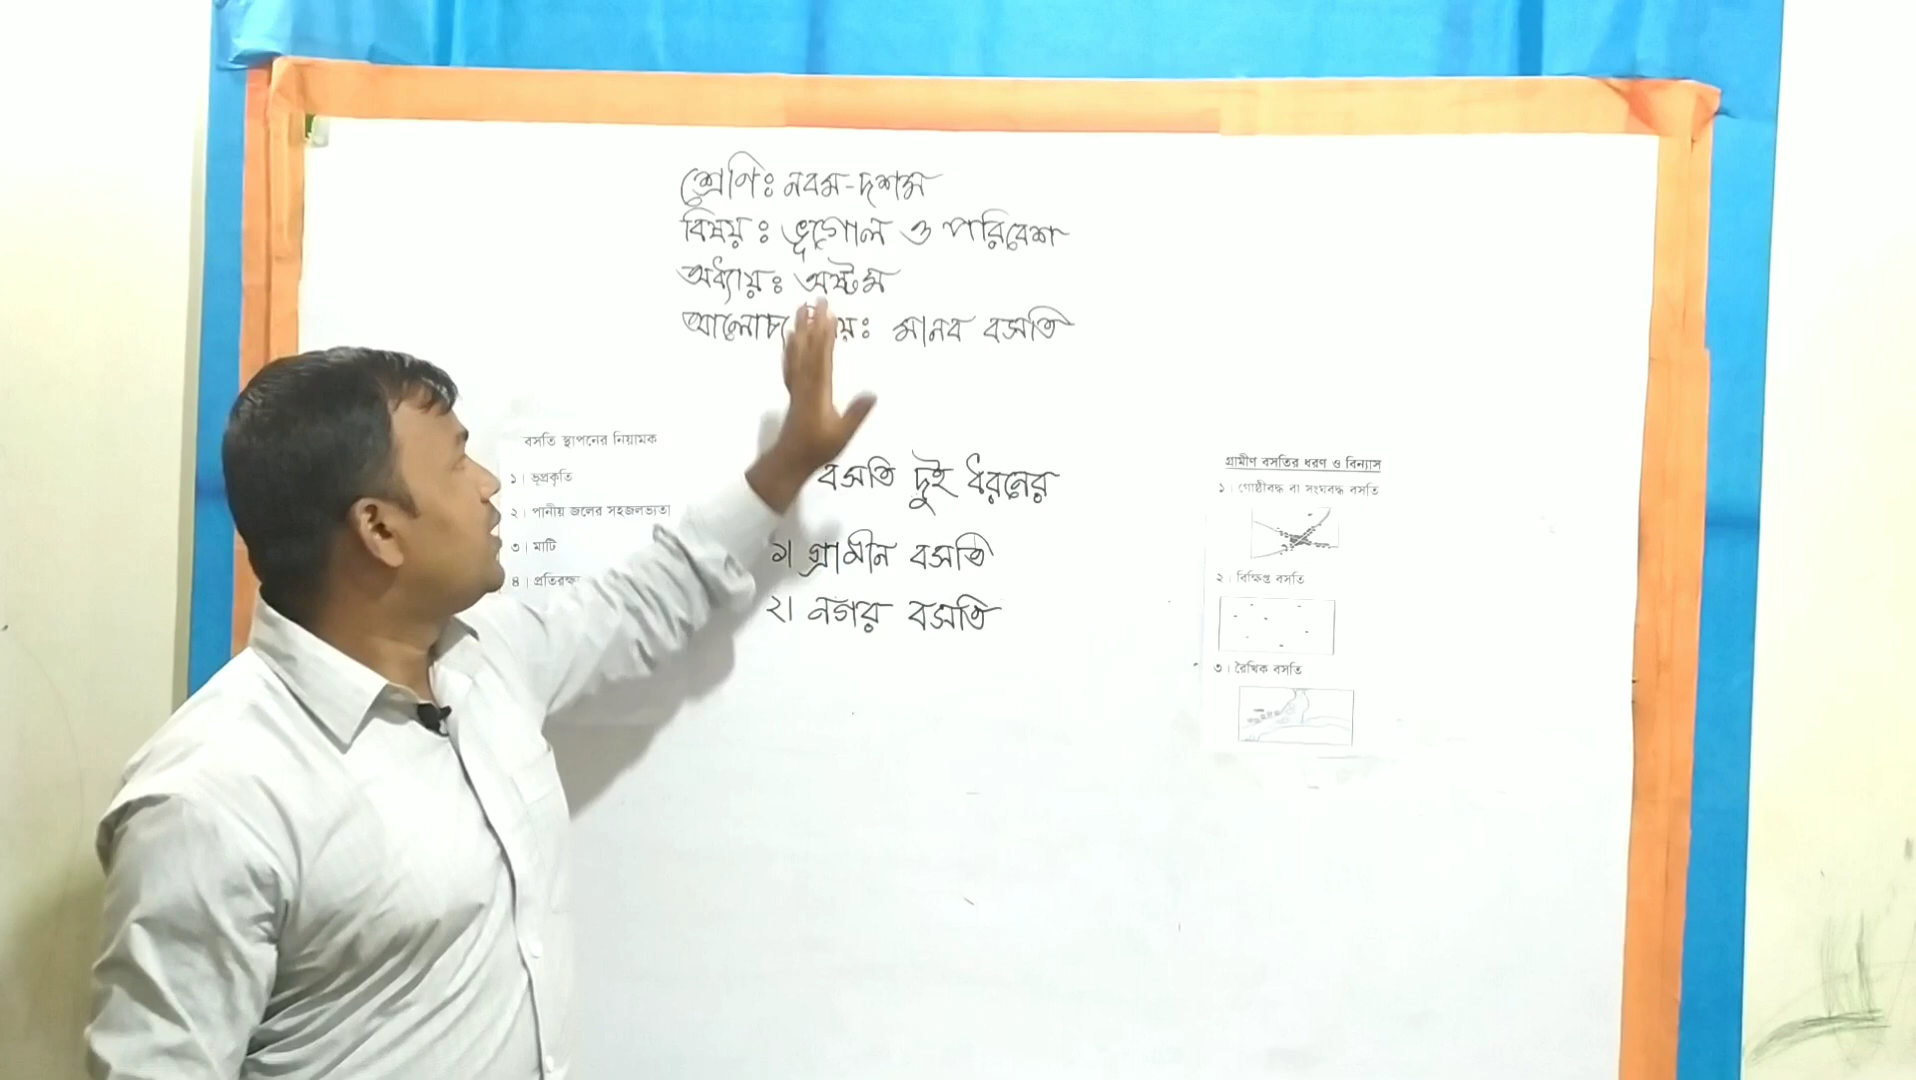 শ্রেণিঃ নবম-দশম
বিষয়ঃ ভূগোল ও পরিবেশ
অধ্যায়ঃ অষ্টম
মানব বসতি
বসতি স্থাপনের নিয়ামক
১। ভূপ্রকৃতি
২। পানীয় জলের সহজলভ্যতা
৩। মাটি
৪।
বসতি দুই ধরনের
১। গ্রামীন বসতি
২। নগর বসতি
গ্রামীণ বসতির ধরণ ও বিন্যাস
১। গোষ্ঠীবদ্ধ বা সংঘবদ্ধ বসতি
২। বিক্ষিপ্ত বসতি
৩। রৈখিক বসতি